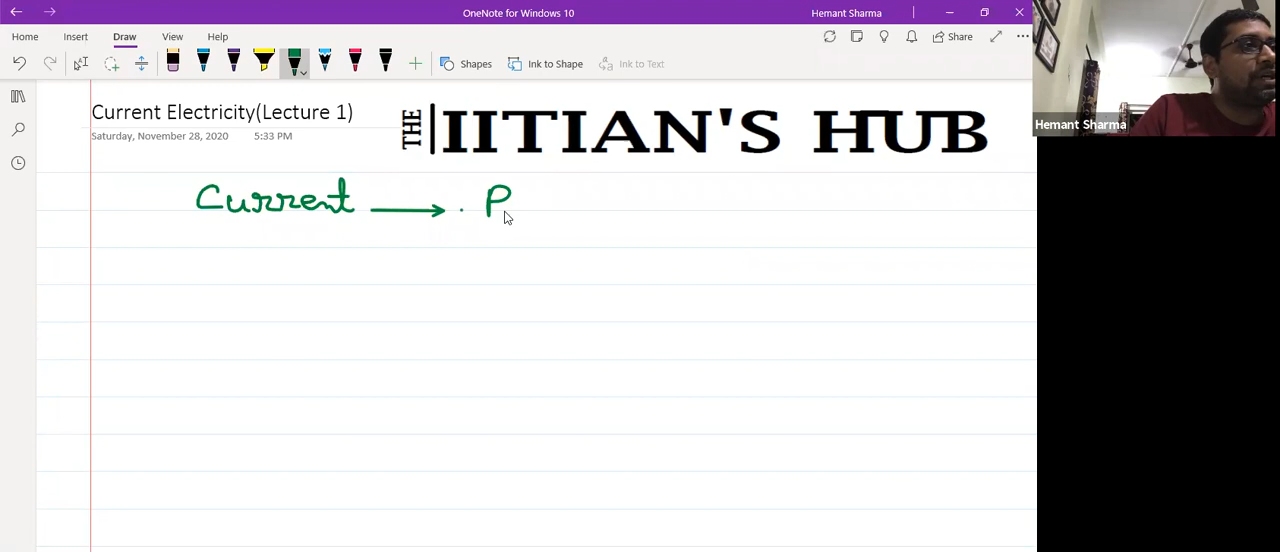 OneNote for Windows 10
Hemant Sharma
Home Insert Draw View Help
Share
Shapes Ink to Shape Ink to Text
Current Electricity(Lecture 1)
Saturday, November 28, 2020 5:33 PM
THE IITIAN'S HUB
Hemant Sharma
Current → . P